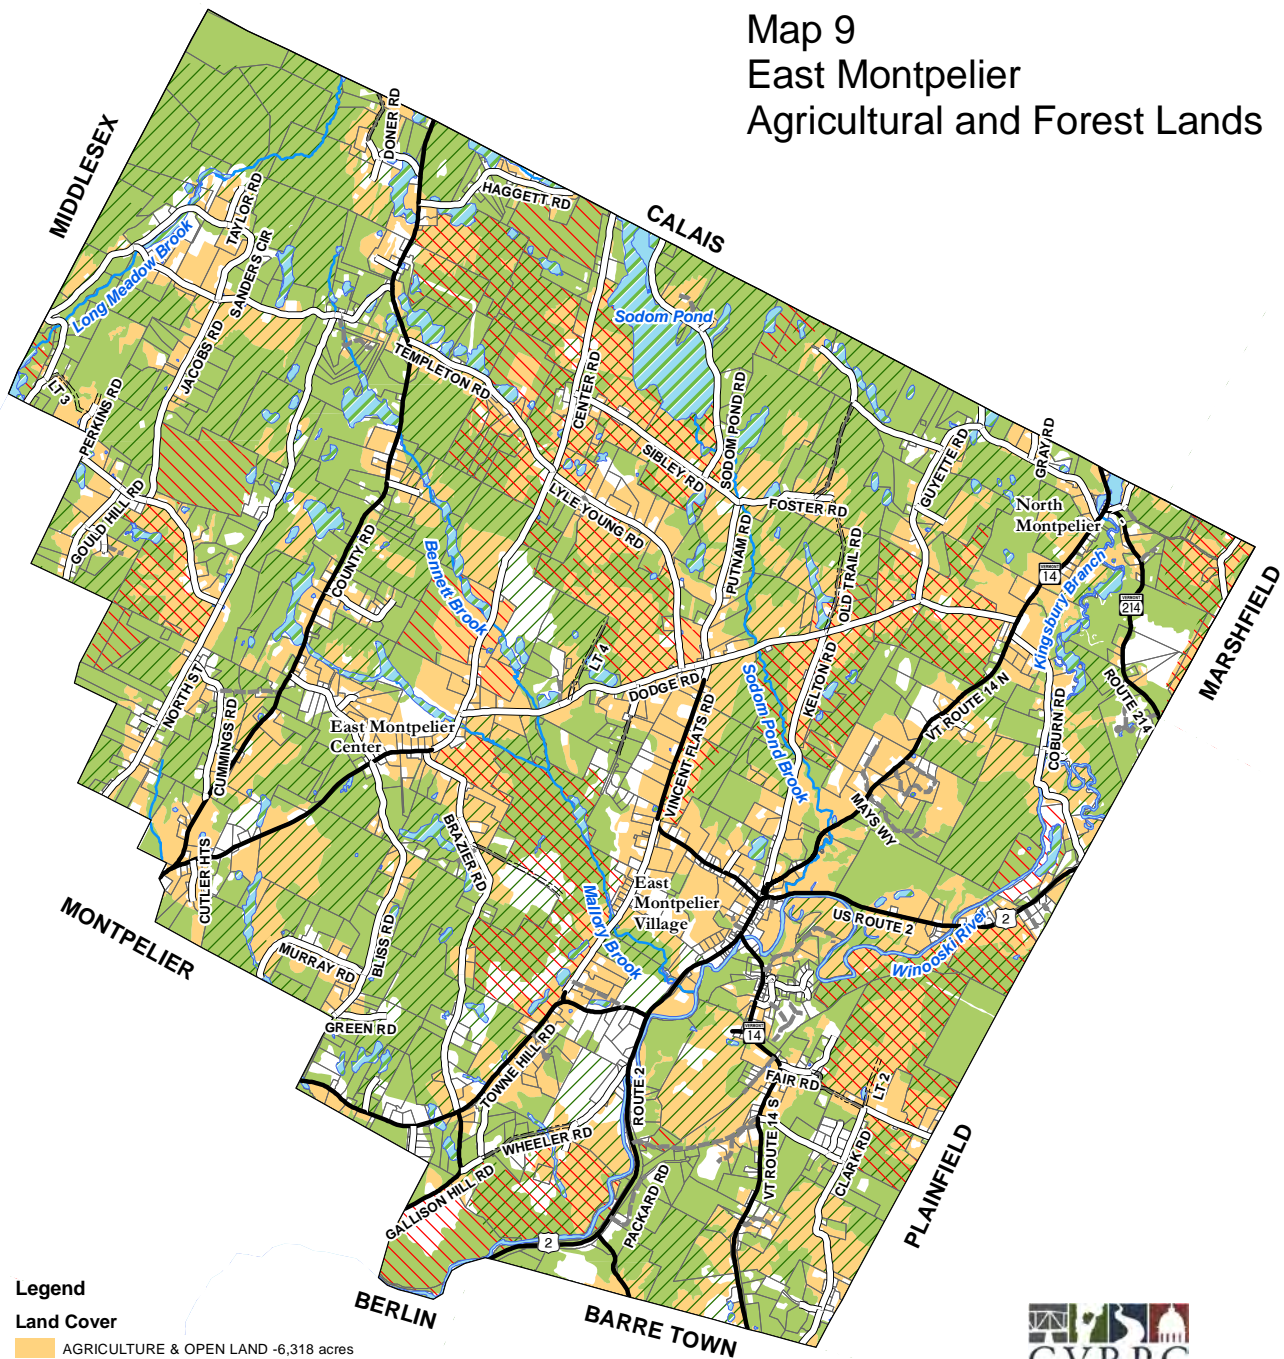 Map 9
East Montpelier
Agricultural and Forest Lands
MIDDLESEX
CALAIS
MARSHFIELD
PLAINFIELD
BARRE TOWN
BERLIN
MONTPELIER
DONER RD
HAGGETT RD
TAYLOR RD
SANDERS CIR
Long Meadow Brook
JACOBS RD
LT 3
PERKINS RD
GOULD HILL RD
TEMPLETON RD
CENTER RD
Sodom Pond
SODOM POND RD
SIBLEY RD
LYLE YOUNG RD
FOSTER RD
PUTNAM RD
OLD TRAIL RD
GUYETTE RD
GRAY RD
North
Montpelier
VERMONT
14
VERMONT
214
Kingsbury Branch
ROUTE 214
COBURN RD
COUNTY RD
Bennett Brook
LT 4
DODGE RD
KELTON RD
Sodom Pond Brook
VT ROUTE 14 N
NORTH ST
CUMMINGS RD
East Montpelier
Center
VINCENT FLATS RD
MAYS WY
BRAZIER RD
CUTLER HTS
BLISS RD
MURRAY RD
GREEN RD
East
Montpelier
Village
Mallory Brook
US ROUTE 2
2
Winooski River
VERMONT
14
TOWNE HILL RD
ROUTE 2
FAIR RD
LT 2
WHEELER RD
GALLISON HILL RD
PACKARD RD
VT ROUTE 14 S
CLARK RD
2
Legend
Land Cover
AGRICULTURE & OPEN LAND -6,318 acres
CVRPC